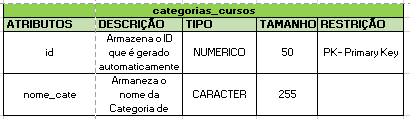 categorias_cursos
ATRIBUTOS DESCRIÇÃO TIPO TAMANHO RESTRIÇÃO
id Armazena o ID que é gerado automaticamente NUMERICO 50 PK- Primary Key
nome_cate Armaneza o nome da Categoria de CARACTER 255